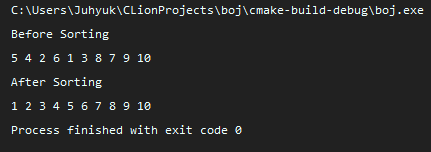 C:\Users\Juhyuk\CLionProjects\boj\cmake-build-debug\boj.exe
Before Sorting
5 4 2 6 1 3 8 7 9 10
After Sorting
1 2 3 4 5 6 7 8 9 10
Process finished with exit code 0